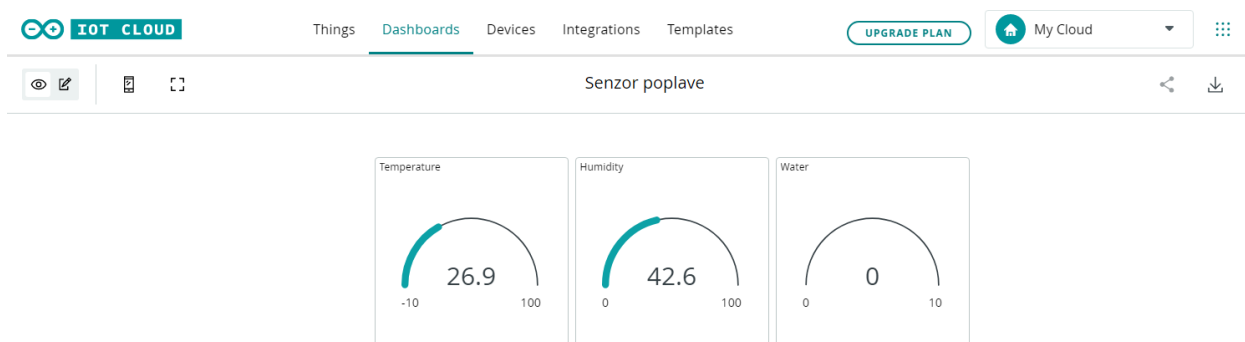 IOT CLOUD Things Dashboards Devices Integrations Templates UPGRADE PLAN My Cloud
Senzor poplave
Temperature
26.9
-10 100
Humidity
42.6
0 100
Water
0
0 10